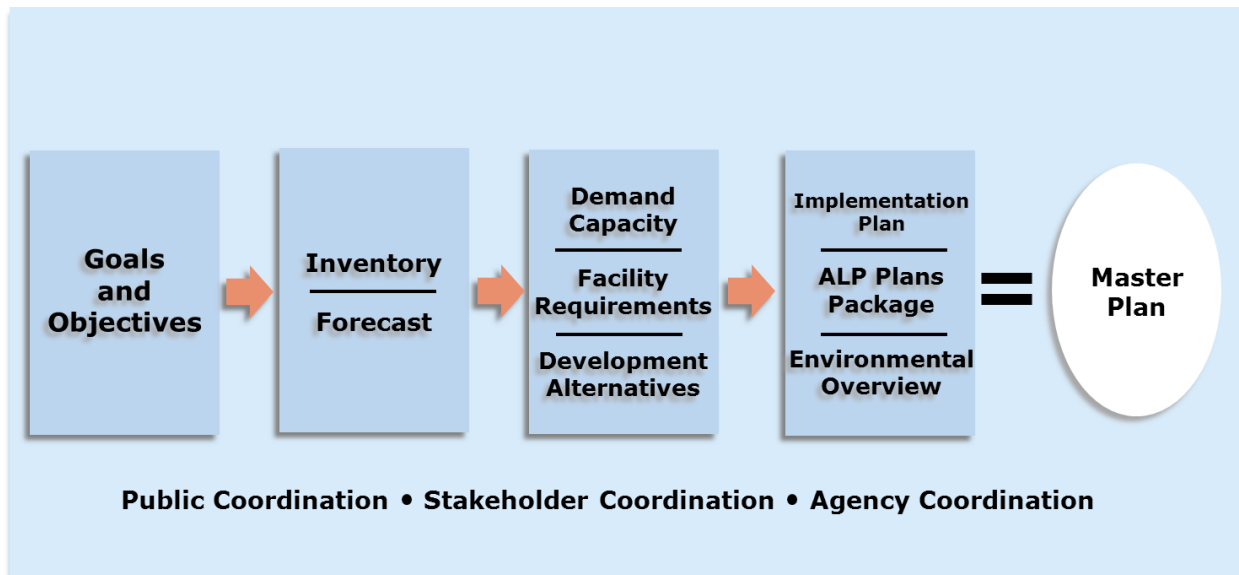 Goals
and
Objectives
Inventory
Forecast
Demand
Capacity
Facility
Requirements
Development
Alternatives
Implementation
Plan
ALP Plans
Package
Environmental
Overview
=
Master
Plan
Public Coordination • Stakeholder Coordination • Agency Coordination